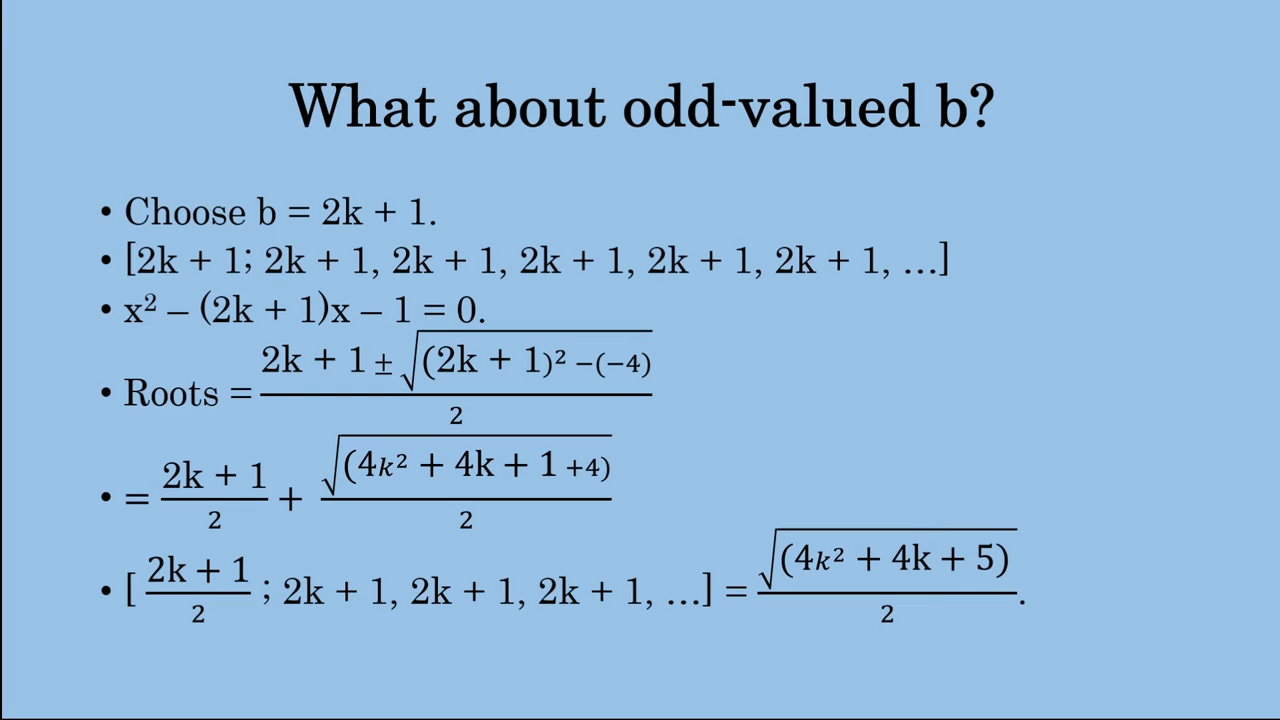 What about odd-valued b?
• Choose b = 2k + 1.
• [2k + 1; 2k + 1, 2k + 1, 2k + 1, 2k + 1, 2k + 1, …]
• x² – (2k + 1)x – 1 = 0.
• Roots = (2k + 1 ± √((2k + 1)² −(−4)))/2
• = (2k + 1)/2 + √((4k² + 4k + 1 +4))/2
• [ (2k + 1)/2 ; 2k + 1, 2k + 1, 2k + 1, …] = √((4k² + 4k + 5))/2.